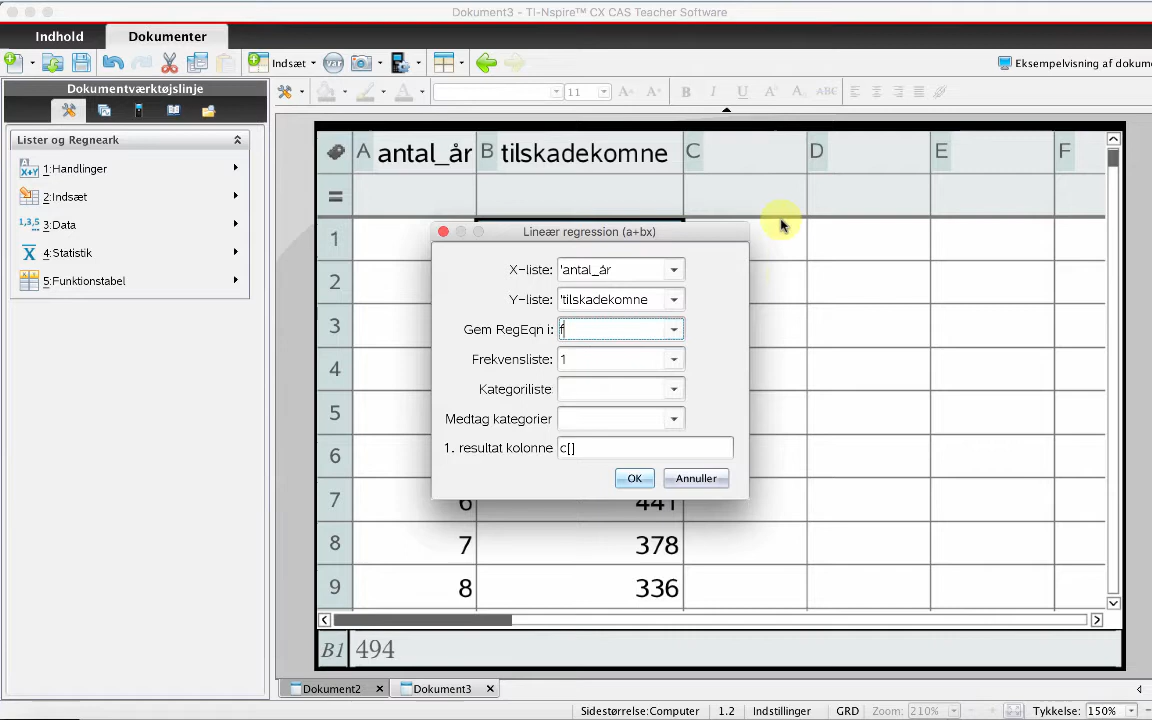 Dokument3 - TI-Nspire™ CX CAS Teacher Software
Indhold
Dokumenter
Indsæt
Eksempelvisning af dokume
Dokumentværktøjslinje
11
A
A
B
I
U
A
A
ABC
Lister og Regneark
1:Handlinger
2:Indsæt
3:Data
4:Statistik
5:Funktionstabel
A antal_år
B tilskadekomne
C
D
E
F
=
1
2
3
4
5
6
7 6 441
8 7 378
9 8 336
Lineær regression (a+bx)
X-liste: 'antal_år
Y-liste: 'tilskadekomne
Gem RegEqn i: f
Frekvensliste: 1
Kategoriliste
Medtag kategorier
1. resultat kolonne c[]
OK
Annuller
B1 494
Dokument2
Dokument3
Sidestørrelse:Computer
1.2
Indstillinger
GRD
Zoom: 210%
Tykkelse: 150%